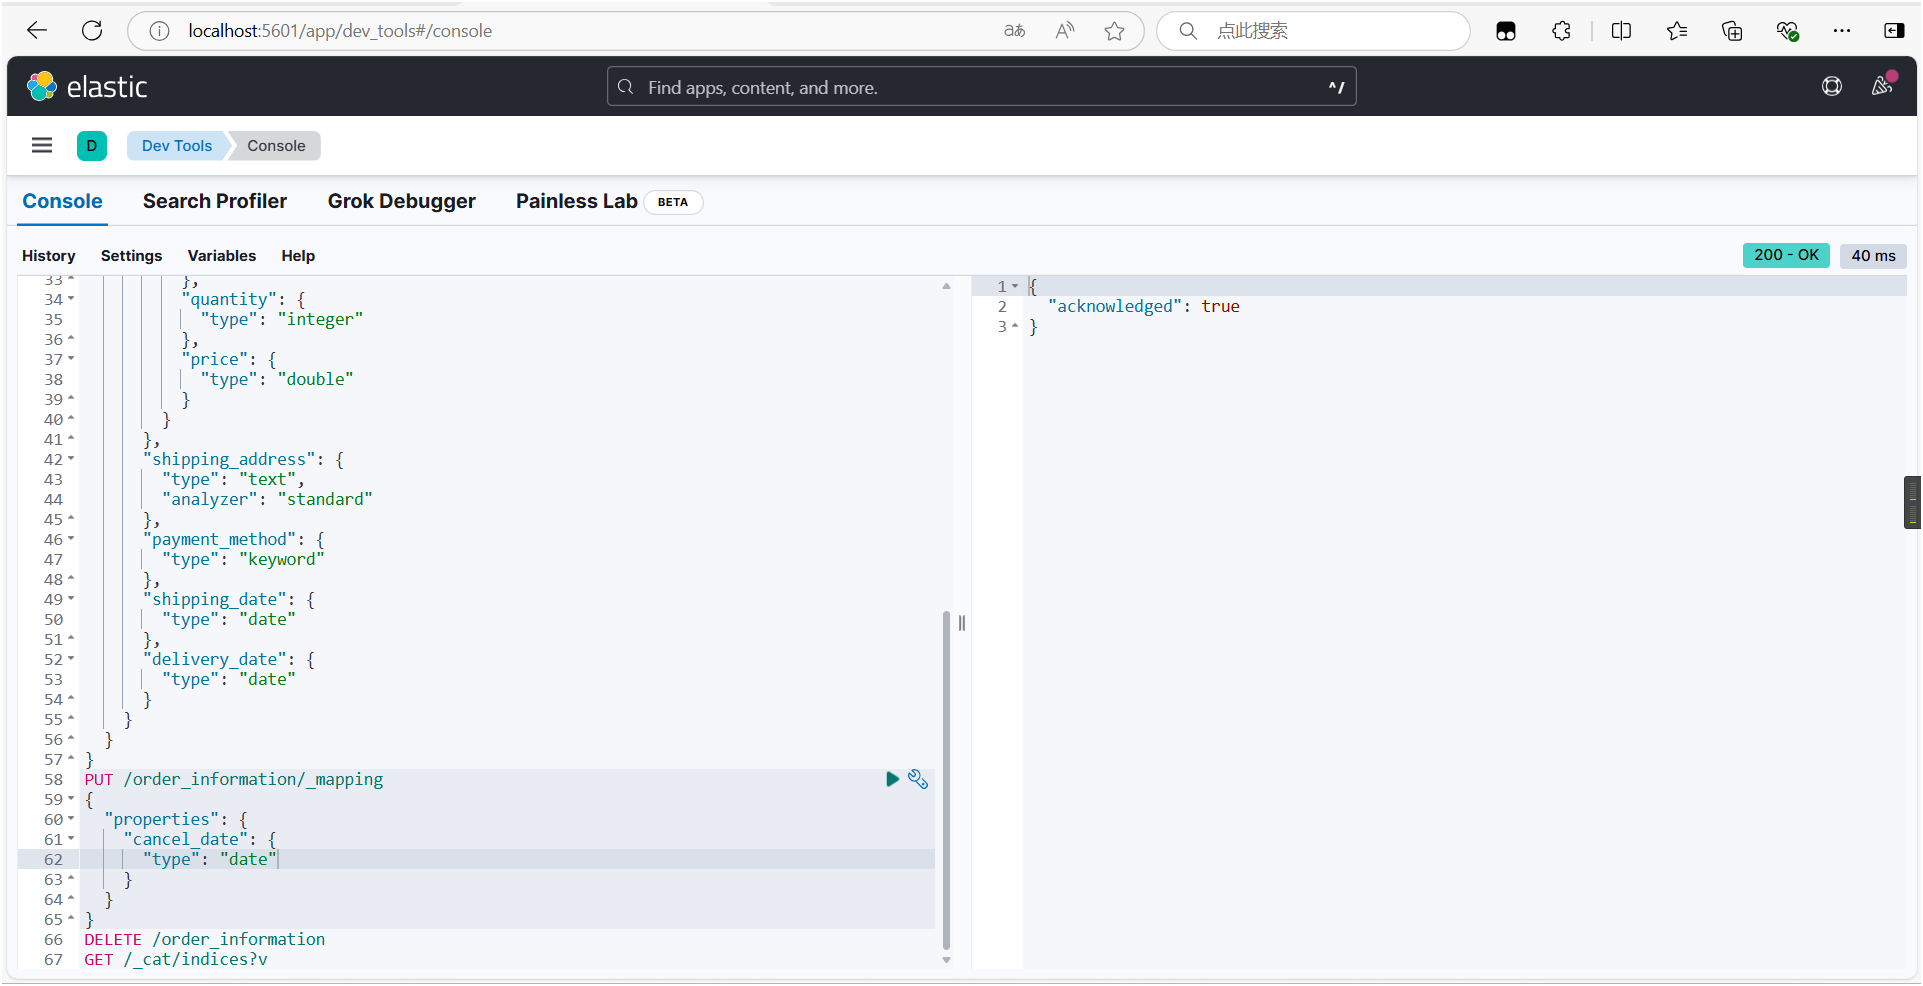 localhost:5601/app/dev_tools#/console
aあ
A
点此搜索
elastic
Find apps, content, and more.
^/
D
Dev Tools
Console
Console
Search Profiler
Grok Debugger
Painless Lab
BETA
History
Settings
Variables
Help
200 - OK
40 ms
33 },
34 "quantity": {
35 "type": "integer"
36 },
37 "price": {
38 "type": "double"
39 }
40 }
41 },
42 "shipping_address": {
43 "type": "text",
44 "analyzer": "standard"
45 },
46 "payment_method": {
47 "type": "keyword"
48 },
49 "shipping_date": {
50 "type": "date"
51 },
52 "delivery_date": {
53 "type": "date"
54 }
55 }
56 }
57 }
58 PUT /order_information/_mapping
59 {
60 "properties": {
61 "cancel_date": {
62 "type": "date"
63 }
64 }
65 }
66 DELETE /order_information
67 GET /_cat/indices?v
1 {
2 "acknowledged": true
3 }